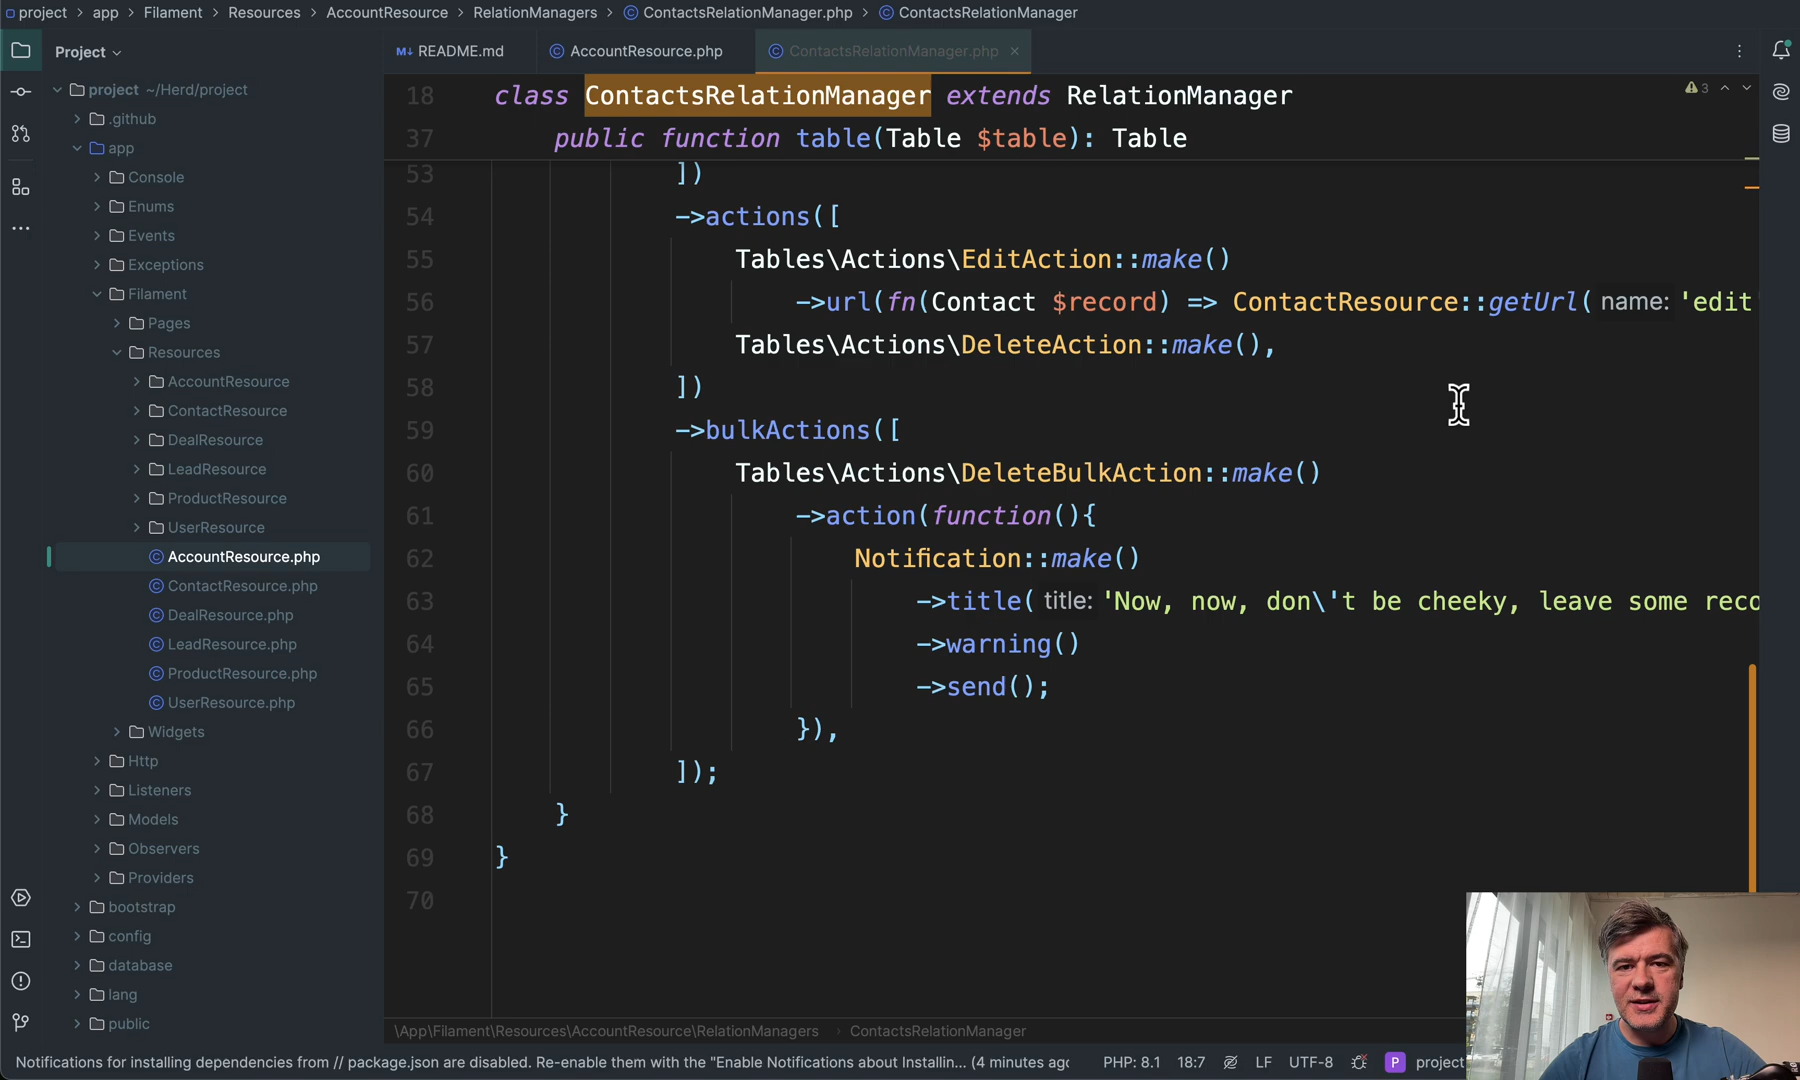 project > app > Filament > Resources > AccountResource > RelationManagers > ContactsRelationManager.php > ContactsRelationManager
Project
README.md
AccountResource.php
ContactsRelationManager.php
project ~/Herd/project
.github
app
Console
Enums
Events
Exceptions
Filament
Pages
Resources
AccountResource
ContactResource
DealResource
LeadResource
ProductResource
UserResource
AccountResource.php
ContactResource.php
DealResource.php
LeadResource.php
ProductResource.php
UserResource.php
Widgets
Http
Listeners
Models
Observers
Providers
bootstrap
config
database
lang
public
3
18 class ContactsRelationManager extends RelationManager
37 public function table(Table $table): Table
53 ])
54 ->actions([
55 Tables\Actions\EditAction::make()
56 ->url(fn(Contact $record) => ContactResource::getUrl( name: 'edit'
57 Tables\Actions\DeleteAction::make(),
58 ])
59 ->bulkActions([
60 Tables\Actions\DeleteBulkAction::make()
61 ->action(function(){
62 Notification::make()
63 ->title( title: 'Now, now, don\'t be cheeky, leave some reco
64 ->warning()
65 ->send();
66 }),
67 ]);
68 }
69 }
70
\App\Filament\Resources\AccountResource\RelationManagers > ContactsRelationManager
Notifications for installing dependencies from // package.json are disabled. Re-enable them with the "Enable Notifications about Installin... (4 minutes ago
PHP: 8.1 18:7 LF UTF-8 P project